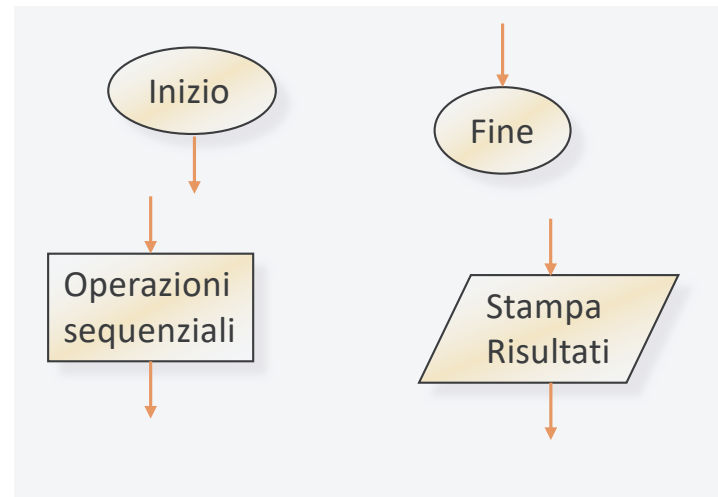 Inizio
Fine
Operazioni
sequenziali
Stampa
Risultati